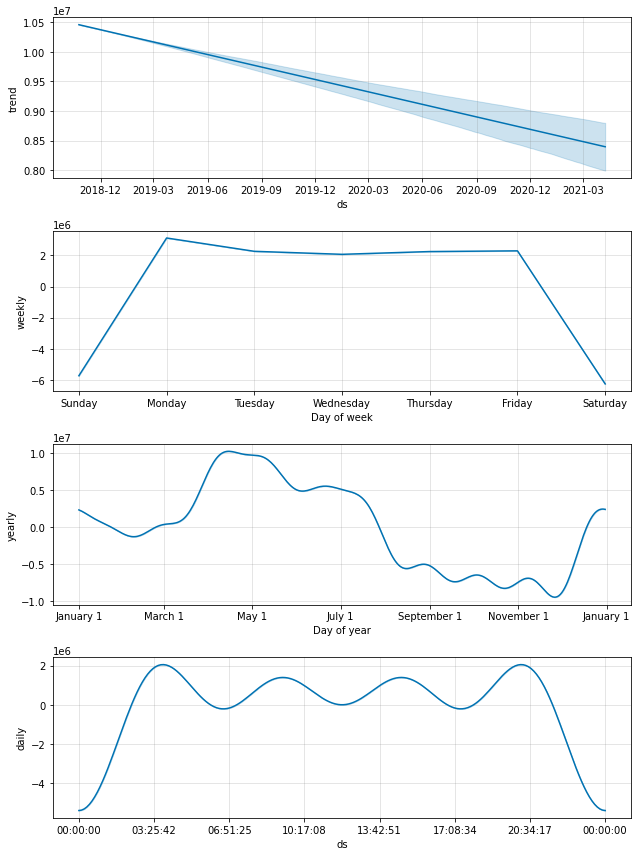 1e7
1.05
1.00
0.95
0.90
0.85
0.80
trend
2018-12 2019-03 2019-06 2019-09 2019-12 2020-03 2020-06 2020-09 2020-12 2021-03
ds
1e6
2
0
−2
−4
−6
weekly
Sunday Monday Tuesday Wednesday Thursday Friday Saturday
Day of week
1e7
1.0
0.5
0.0
−0.5
−1.0
yearly
January 1 March 1 May 1 July 1 September 1 November 1 January 1
Day of year
1e6
2
0
−2
−4
daily
00:00:00 03:25:42 06:51:25 10:17:08 13:42:51 17:08:34 20:34:17 00:00:00
ds